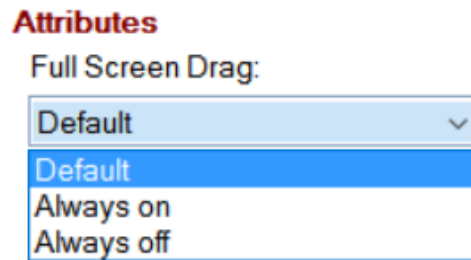 Attributes
Full Screen Drag:
Default
Default
Always on
Always off